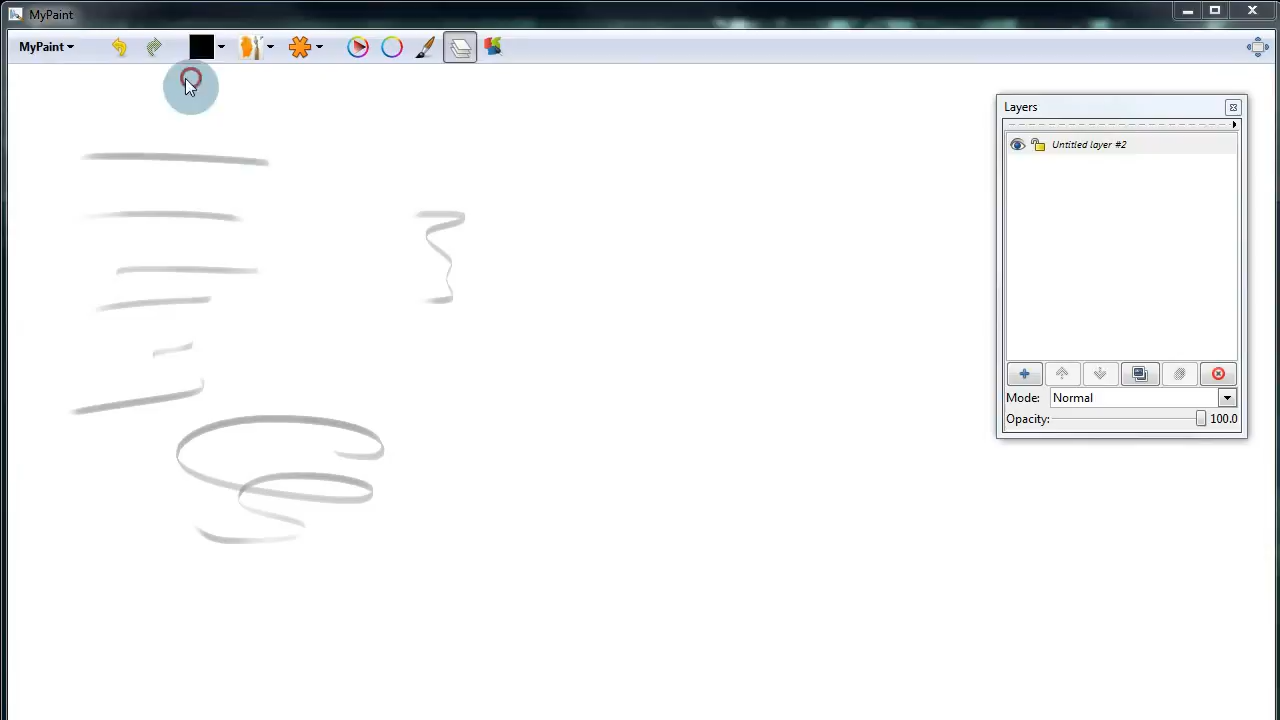 MyPaint
MyPaint
Layers
Untitled layer #2
Mode: Normal
Opacity: 100.0